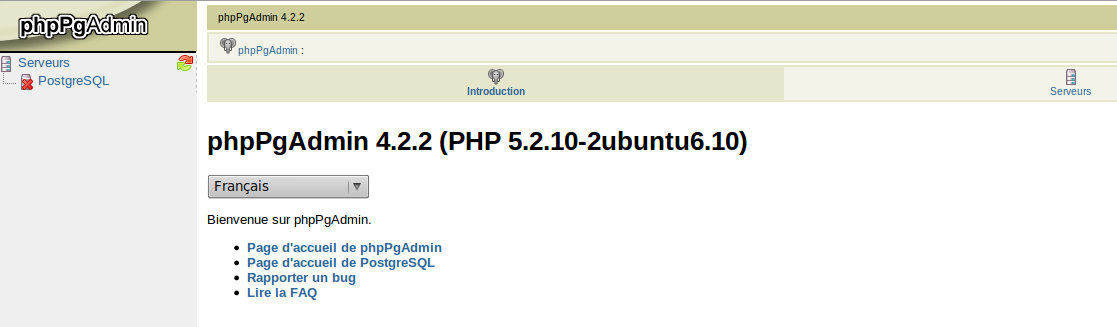 phpPgAdmin
Serveurs
PostgreSQL
phpPgAdmin 4.2.2
phpPgAdmin :
Introduction
Serveurs
phpPgAdmin 4.2.2 (PHP 5.2.10-2ubuntu6.10)
Français
Bienvenue sur phpPgAdmin.
Page d'accueil de phpPgAdmin
Page d'accueil de PostgreSQL
Rapporter un bug
Lire la FAQ